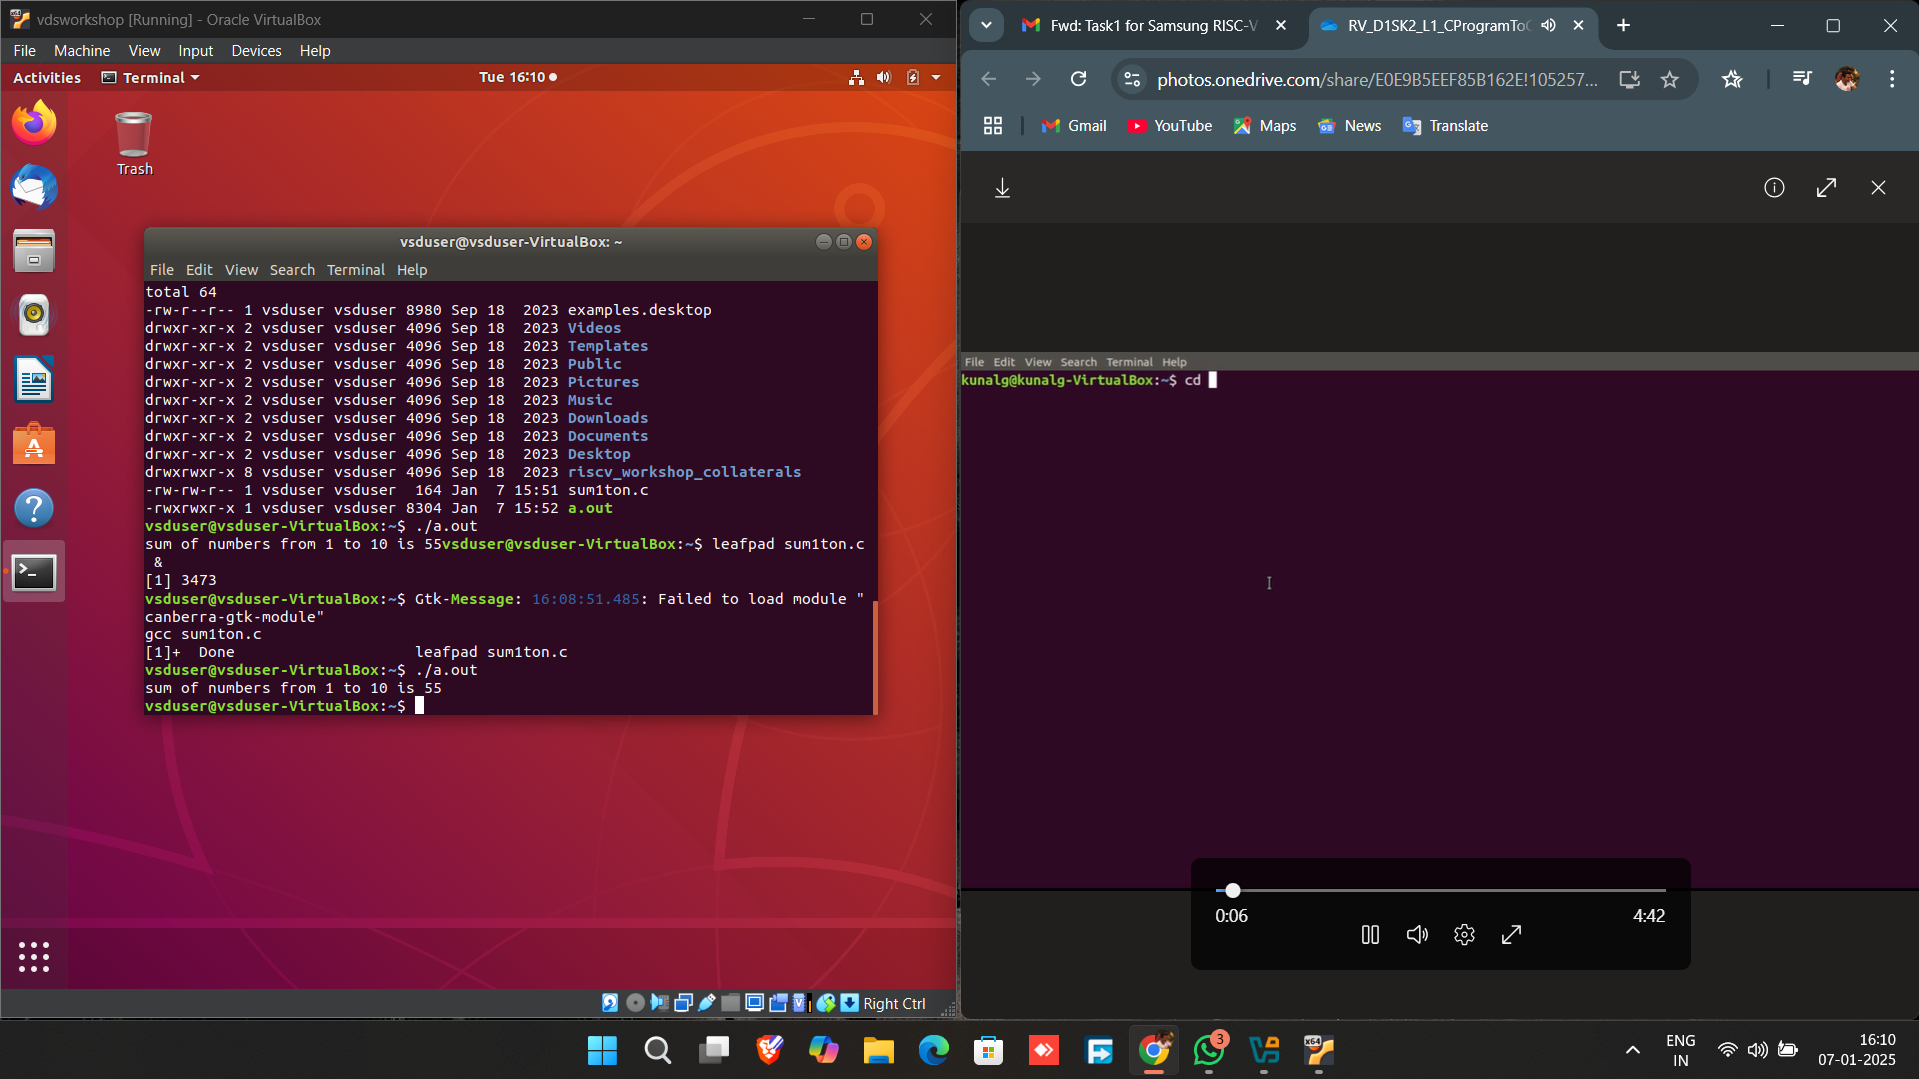 vdsworkshop [Running] - Oracle VirtualBox
File Machine View Input Devices Help
Activities Terminal Tue 16:10
Trash
vsduser@vsduser-VirtualBox: ~
File Edit View Search Terminal Help
total 64
-rw-r--r-- 1 vsduser vsduser 8980 Sep 18  2023 examples.desktop
drwxr-xr-x 2 vsduser vsduser 4096 Sep 18  2023 Videos
drwxr-xr-x 2 vsduser vsduser 4096 Sep 18  2023 Templates
drwxr-xr-x 2 vsduser vsduser 4096 Sep 18  2023 Public
drwxr-xr-x 2 vsduser vsduser 4096 Sep 18  2023 Pictures
drwxr-xr-x 2 vsduser vsduser 4096 Sep 18  2023 Music
drwxr-xr-x 2 vsduser vsduser 4096 Sep 18  2023 Downloads
drwxr-xr-x 2 vsduser vsduser 4096 Sep 18  2023 Documents
drwxr-xr-x 2 vsduser vsduser 4096 Sep 18  2023 Desktop
drwxrwxr-x 8 vsduser vsduser 4096 Sep 18  2023 riscv_workshop_collaterals
-rw-rw-r-- 1 vsduser vsduser  164 Jan  7 15:51 sum1ton.c
-rwxrwxr-x 1 vsduser vsduser 8304 Jan  7 15:52 a.out
vsduser@vsduser-VirtualBox:~$ ./a.out
sum of numbers from 1 to 10 is 55vsduser@vsduser-VirtualBox:~$ leafpad sum1ton.c
 &
[1] 3473
vsduser@vsduser-VirtualBox:~$ Gtk-Message: 16:08:51.485: Failed to load module "
canberra-gtk-module"
gcc sum1ton.c
[1]+  Done                    leafpad sum1ton.c
vsduser@vsduser-VirtualBox:~$ ./a.out
sum of numbers from 1 to 10 is 55
vsduser@vsduser-VirtualBox:~$
Right Ctrl
Fwd: Task1 for Samsung RISC-V
RV_D1SK2_L1_CProgramToC
photos.onedrive.com/share/E0E9B5EEF85B162E!105257...
Gmail YouTube Maps News Translate
File Edit View Search Terminal Help
kunalg@kunalg-VirtualBox:~$ cd
0:06 4:42
3
ENG
IN
16:10
07-01-2025